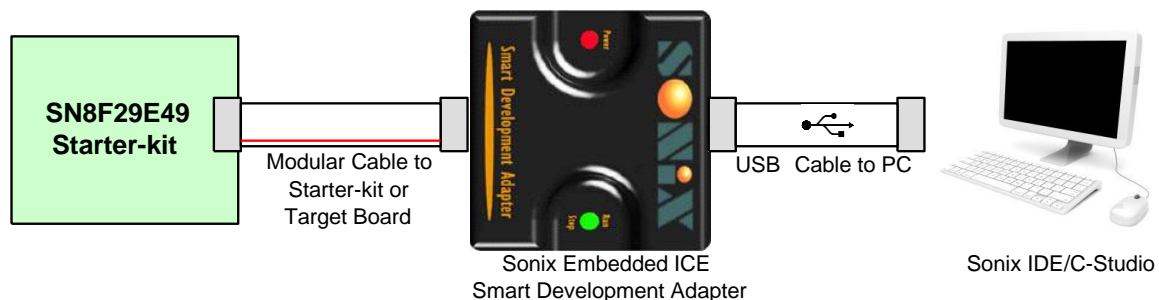 SN8F29E49
Starter-kit
Modular Cable to
Starter-kit or
Target Board
Power
SONiX
Smart Development Adapter
Run
Step
Sonix Embedded ICE
Smart Development Adapter
USB Cable to PC
Sonix IDE/C-Studio